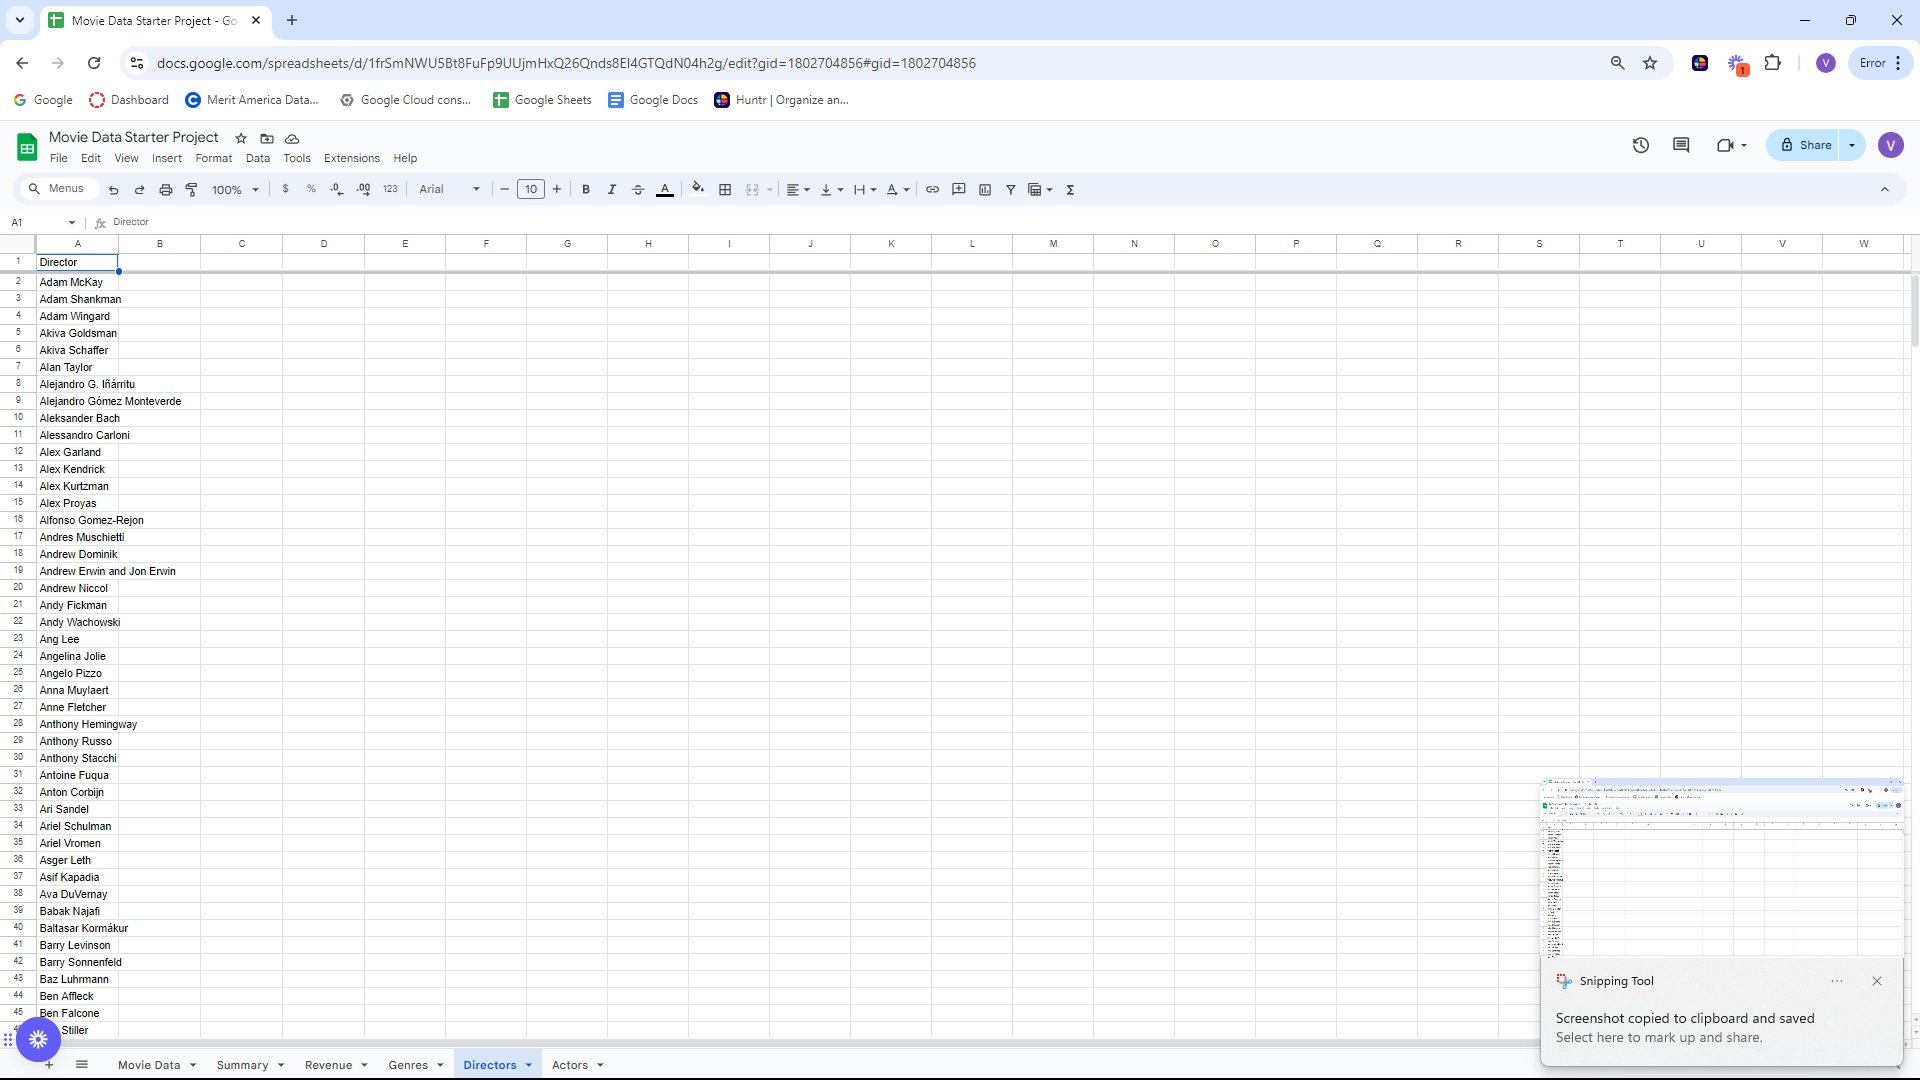 Movie Data Starter Project - Go
docs.google.com/spreadsheets/d/1frSmNWU5Bt8FuFp9UUjmHxQ26Qnds8EI4GTQdN04h2g/edit?gid=1802704856#gid=1802704856
1
V
Error
Google
Dashboard
Merit America Data...
Google Cloud cons...
Google Sheets
Google Docs
Huntr | Organize an...
Movie Data Starter Project
File Edit View Insert Format Data Tools Extensions Help
Share
V
Menus 100% $ % .0 .00 123 Arial 10 B I A
A1 Director
A B C D E F G H I J K L M N O P Q R S T U V W
1 Director
2 Adam McKay
3 Adam Shankman
4 Adam Wingard
5 Akiva Goldsman
6 Akiva Schaffer
7 Alan Taylor
8 Alejandro G. Iñárritu
9 Alejandro Gómez Monteverde
10 Aleksander Bach
11 Alessandro Carloni
12 Alex Garland
13 Alex Kendrick
14 Alex Kurtzman
15 Alex Proyas
16 Alfonso Gomez-Rejon
17 Andres Muschietti
18 Andrew Dominik
19 Andrew Erwin and Jon Erwin
20 Andrew Niccol
21 Andy Fickman
22 Andy Wachowski
23 Ang Lee
24 Angelina Jolie
25 Angelo Pizzo
26 Anna Muylaert
27 Anne Fletcher
28 Anthony Hemingway
29 Anthony Russo
30 Anthony Stacchi
31 Antoine Fuqua
32 Anton Corbijn
33 Ari Sandel
34 Ariel Schulman
35 Ariel Vromen
36 Asger Leth
37 Asif Kapadia
38 Ava DuVernay
39 Babak Najafi
40 Baltasar Kormákur
41 Barry Levinson
42 Barry Sonnenfeld
43 Baz Luhrmann
44 Ben Affleck
45 Ben Falcone
Stiller
Snipping Tool
Screenshot copied to clipboard and saved
Select here to mark up and share.
Movie Data Summary Revenue Genres Directors Actors